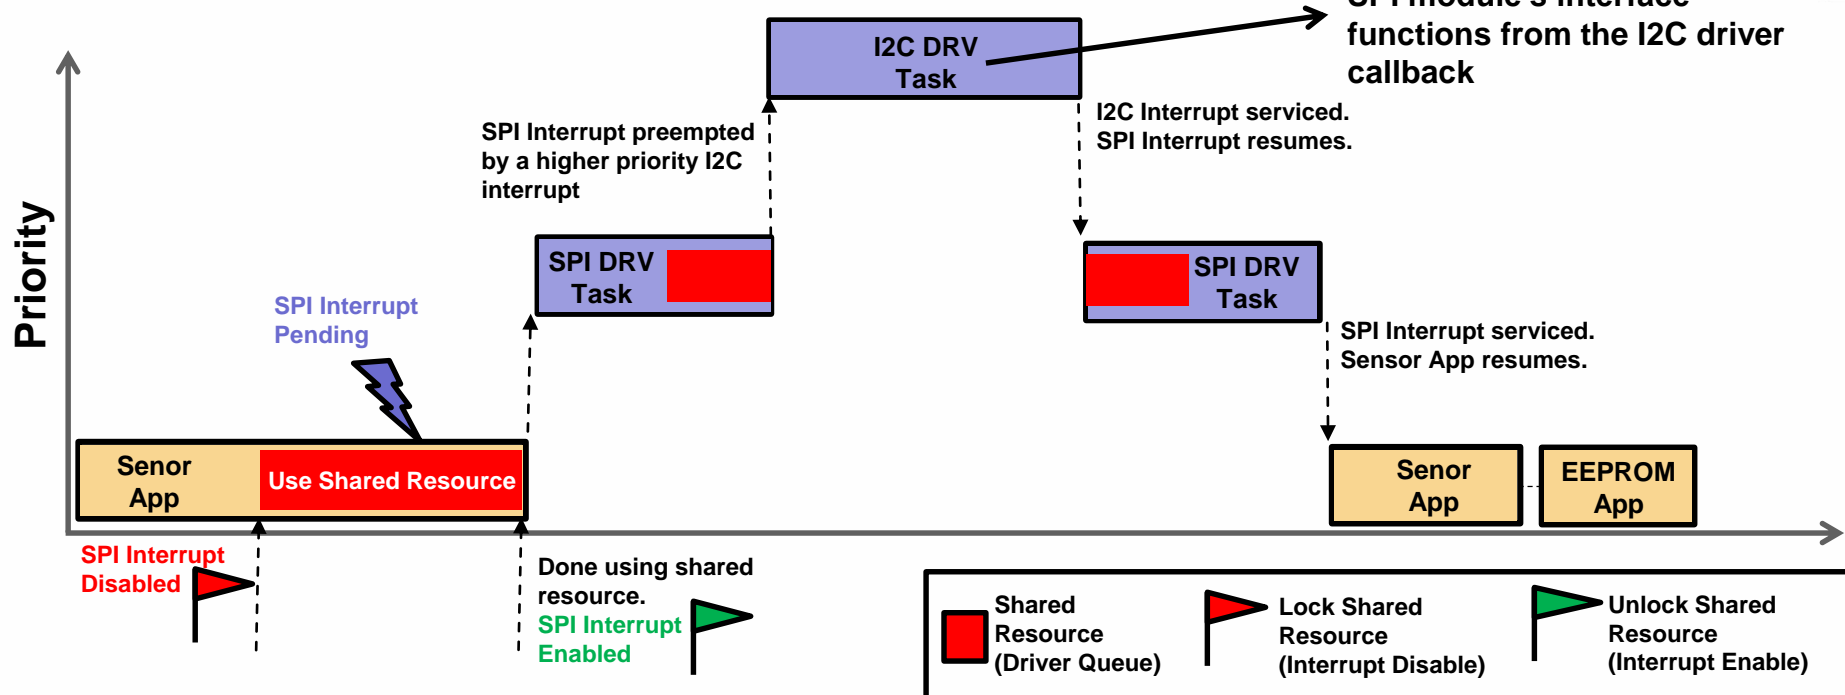 functions from the I2C driver
callback
I2C DRV
Task
SPI Interrupt preempted
by a higher priority I2C
interrupt
I2C Interrupt serviced.
SPI Interrupt resumes.
Priority
SPI DRV
Task
SPI DRV
Task
SPI Interrupt
Pending
SPI Interrupt serviced.
Sensor App resumes.
Senor
App
Use Shared Resource
Senor
App
EEPROM
App
SPI Interrupt
Disabled
Done using shared
resource.
SPI Interrupt
Enabled
Shared
Resource
(Driver Queue)
Lock Shared
Resource
(Interrupt Disable)
Unlock Shared
Resource
(Interrupt Enable)